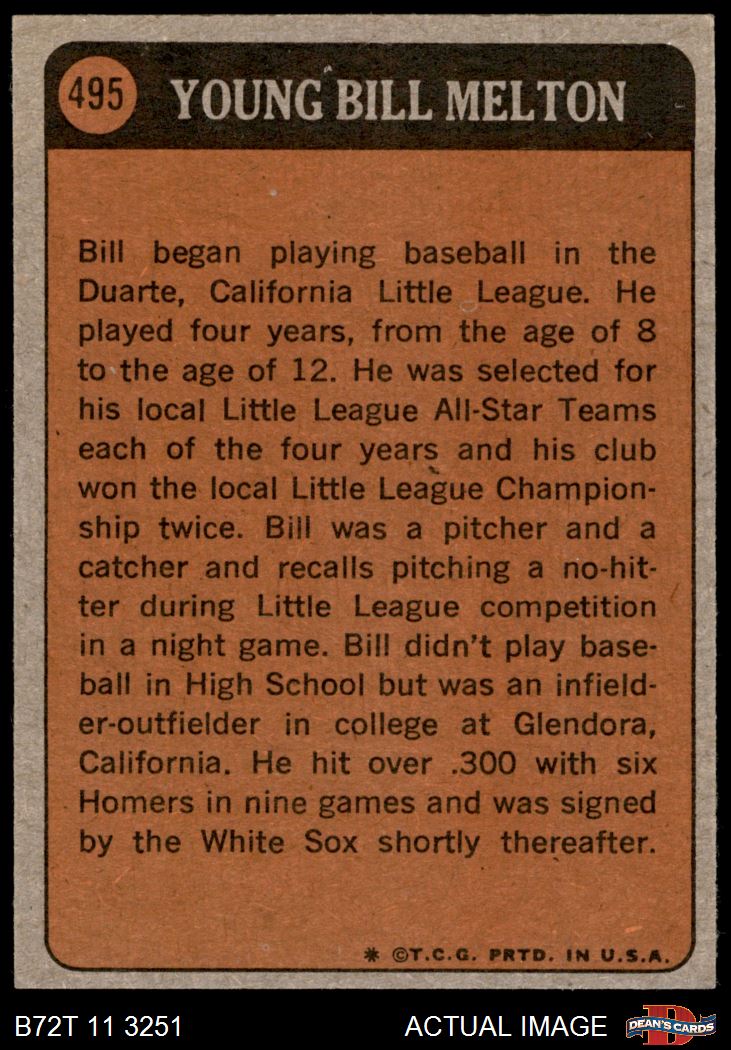 495 YOUNG BILL MELTON
Bill began playing baseball in the
Duarte, California Little League. He
played four years, from the age of 8
to the age of 12. He was selected for
his local Little League All-Star Teams
each of the four years and his club
won the local Little League Champion-
ship twice. Bill was a pitcher and a
catcher and recalls pitching a no-hit-
ter during Little League competition
in a night game. Bill didn't play base-
ball in High School but was an infield-
er-outfielder in college at Glendora,
California. He hit over .300 with six
Homers in nine games and was signed
by the White Sox shortly thereafter.
* ©T.C.G. PRTD. IN U.S.A.
B72T 11 3251 ACTUAL IMAGE D DEAN'S CARDS